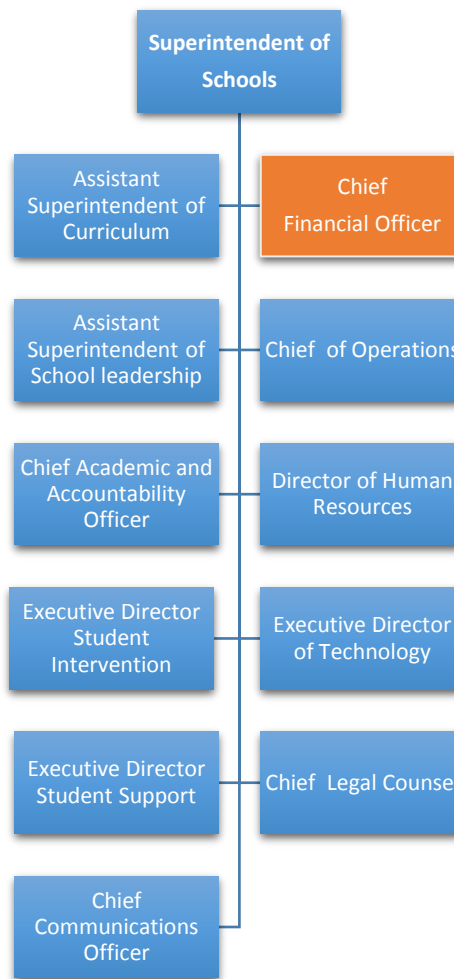 Superintendent of
Schools
Assistant
Superintendent of
Curriculum
Chief
Financial Officer
Assistant
Superintendent of
School leadership
Chief  of Operations
Chief Academic and
Accountability
Officer
Director of Human
Resources
Executive Director
Student
Intervention
Executive Director
of Technology
Executive Director
Student Support
Chief  Legal Counse
Chief
Communications
Officer